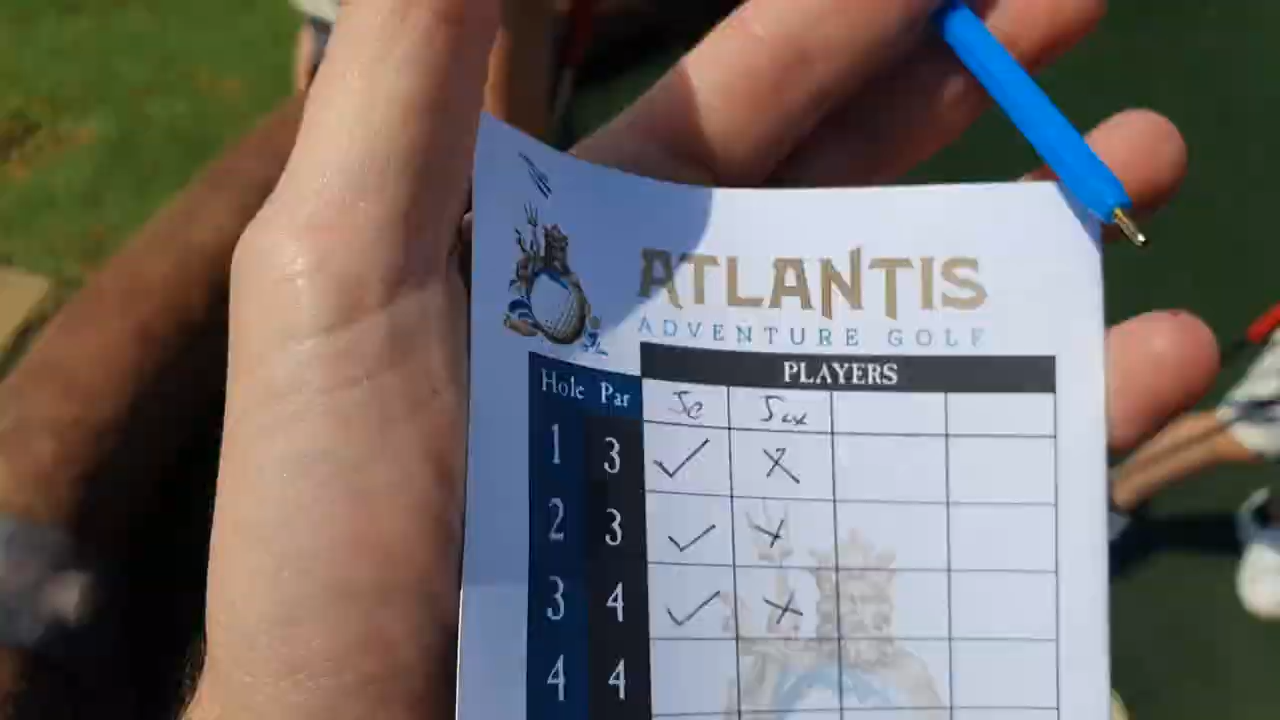 ATLANTIS
ADVENTURE GOLF
PLAYERS
Hole Par
1 3 ✓ X
2 3 ✓ X
3 4 ✓ X
4 4